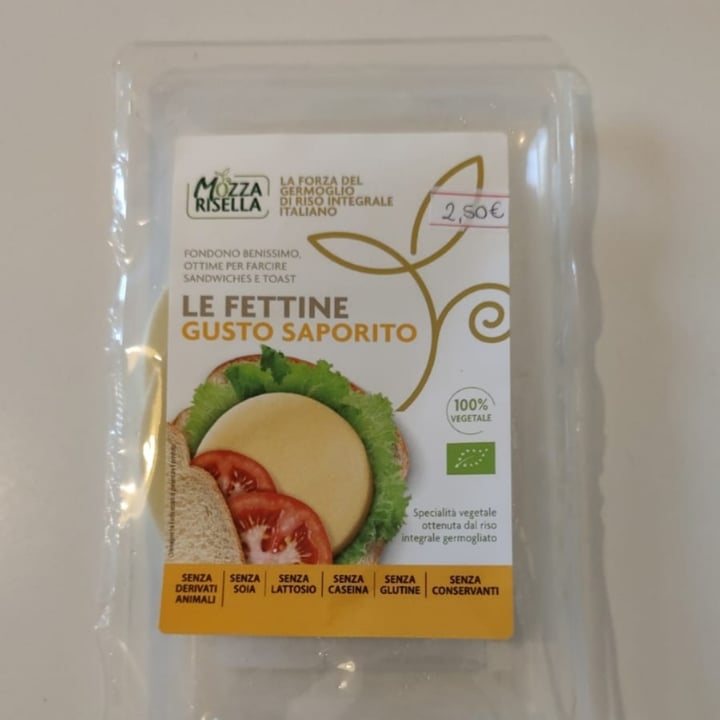 MOZZA
RISELLA
LA FORZA DEL
GERMOGLIO
DI RISO INTEGRALE
ITALIANO
2,50€
FONDONO BENISSIMO,
OTTIME PER FARCIRE
SANDWICHES E TOAST
LE FETTINE
GUSTO SAPORITO
100%
VEGETALE
Specialità vegetale
ottenuta dal riso
integrale germogliato
SENZA
DERIVATI
ANIMALI
SENZA
SOIA
SENZA
LATTOSIO
SENZA
CASEINA
SENZA
GLUTINE
SENZA
CONSERVANTI